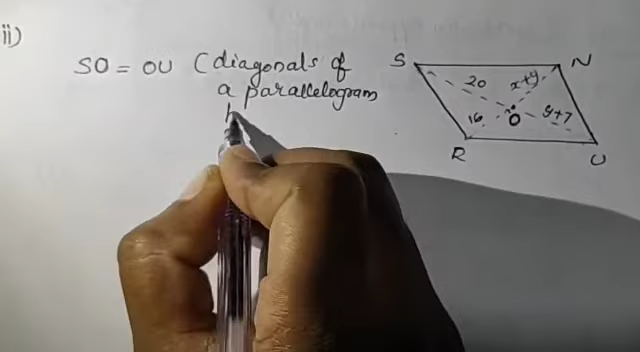 ii)
SO = OU (diagonals of
a parallelogram
S
N
20
x+y
16
O
y+7
R
U